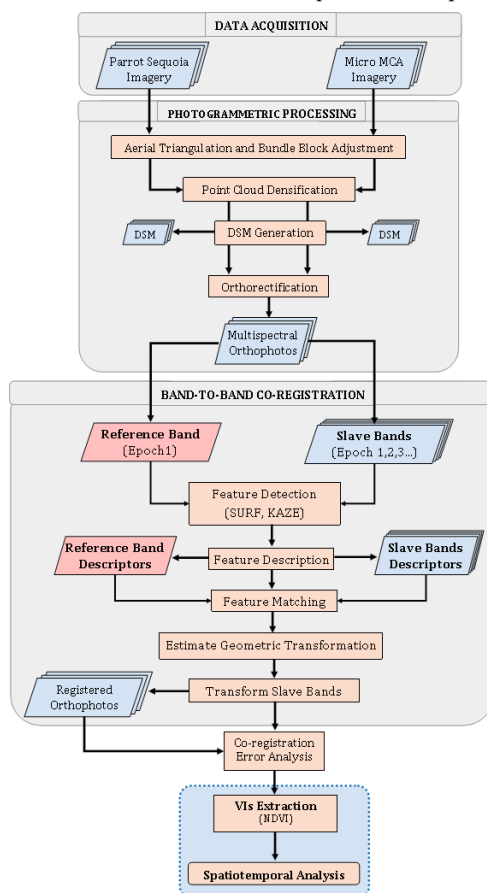 DATA ACQUISITION
Parrot Sequoia
Imagery
Micro MCA
Imagery
PHOTOGRAMMETRIC PROCESSING
Aerial Triangulation and Bundle Block Adjustment
Point Cloud Densification
DSM
DSM Generation
DSM
Orthorectification
Multispectral
Orthophotos
BAND-TO-BAND CO-REGISTRATION
Reference Band
(Epoch1)
Slave Bands
(Epoch 1,2,3...)
Feature Detection
(SURF, KAZE)
Reference Band
Descriptors
Feature Description
Slave Bands
Descriptors
Feature Matching
Estimate Geometric Transformation
Registered
Orthophotos
Transform Slave Bands
Co-registration
Error Analysis
VIs Extraction
(NDVI)
Spatiotemporal Analysis